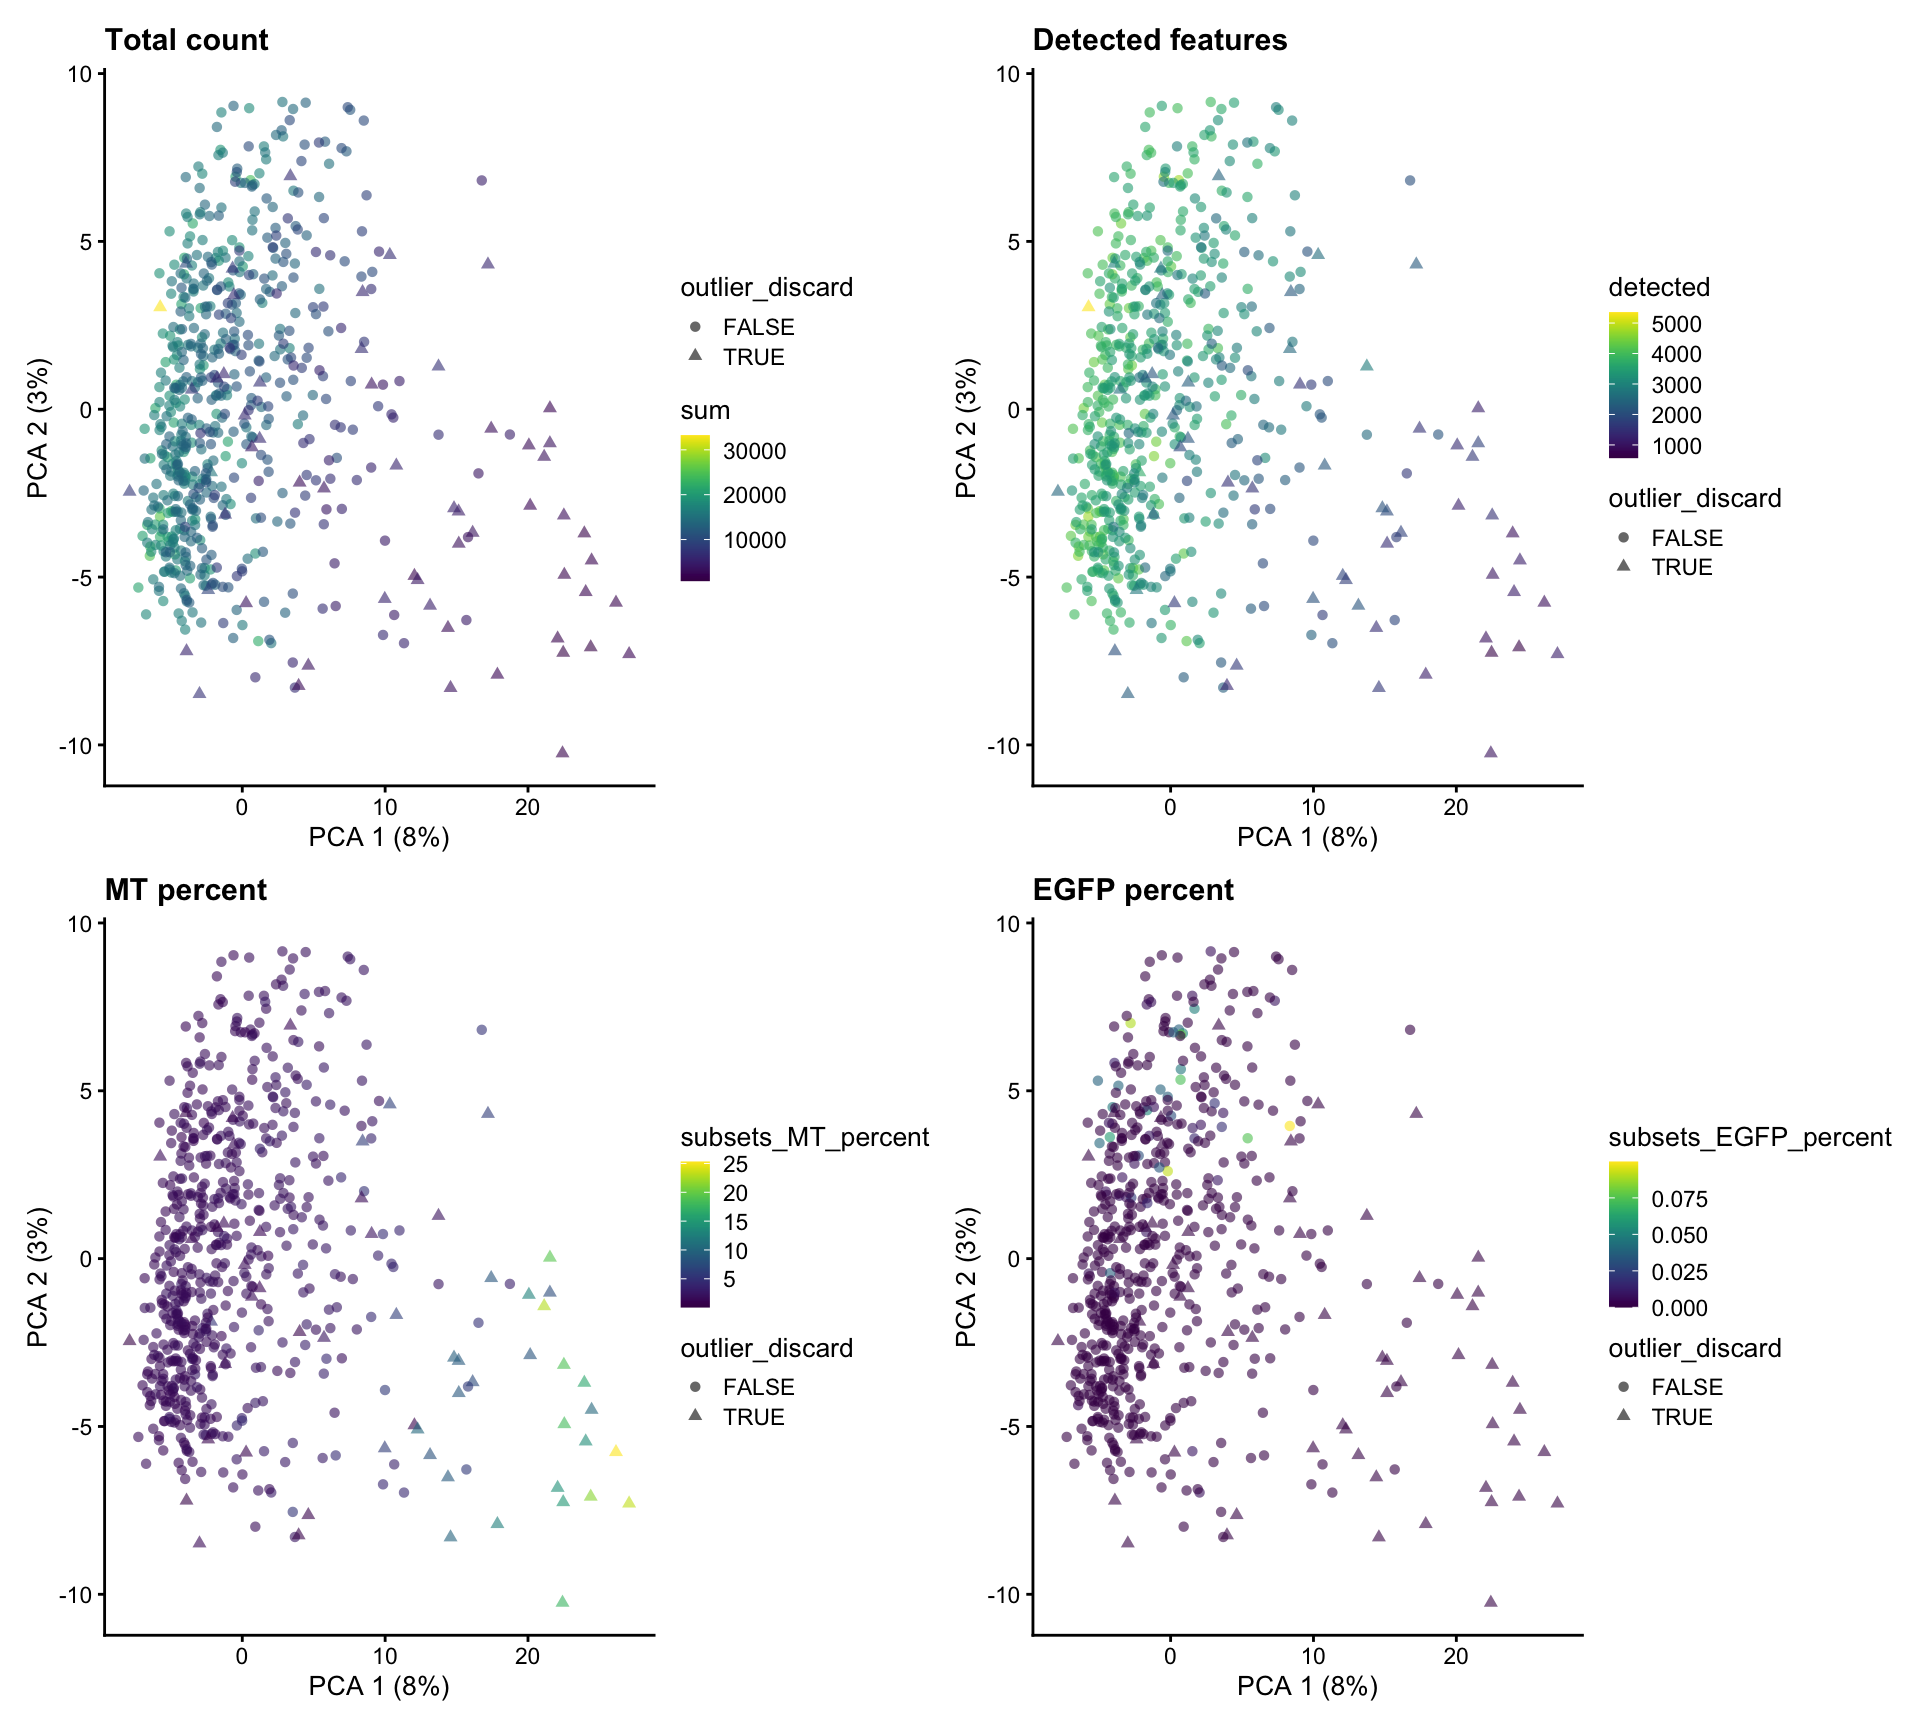 Total count
10
5
0
-5
-10
PCA 2 (3%)
0 10 20
PCA 1 (8%)
outlier_discard
FALSE
TRUE
sum
30000
20000
10000
Detected features
10
5
0
-5
-10
PCA 2 (3%)
0 10 20
PCA 1 (8%)
detected
5000
4000
3000
2000
1000
outlier_discard
FALSE
TRUE
MT percent
10
5
0
-5
-10
PCA 2 (3%)
0 10 20
PCA 1 (8%)
subsets_MT_percent
25
20
15
10
5
outlier_discard
FALSE
TRUE
EGFP percent
10
5
0
-5
-10
PCA 2 (3%)
0 10 20
PCA 1 (8%)
subsets_EGFP_percent
0.075
0.050
0.025
0.000
outlier_discard
FALSE
TRUE